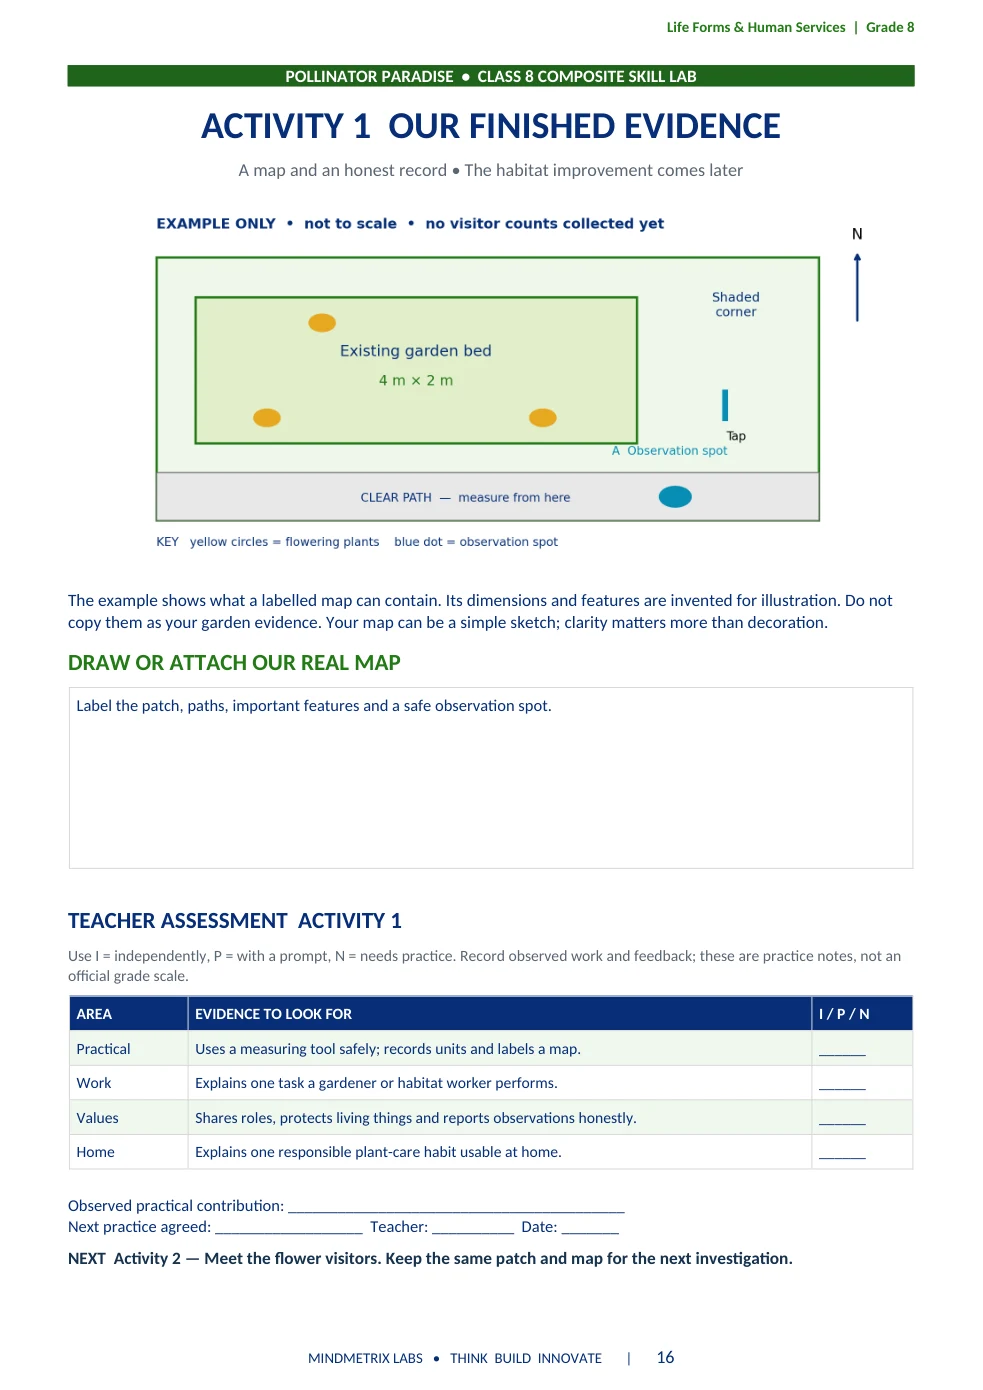 Life Forms & Human Services | Grade 8
POLLINATOR PARADISE ● CLASS 8 COMPOSITE SKILL LAB
ACTIVITY 1 OUR FINISHED EVIDENCE
A map and an honest record • The habitat improvement comes later
EXAMPLE ONLY • not to scale • no visitor counts collected yet
N
Shaded
corner
Existing garden bed
4 m × 2 m
Tap
A Observation spot
CLEAR PATH — measure from here
KEY yellow circles = flowering plants blue dot = observation spot
The example shows what a labelled map can contain. Its dimensions and features are invented for illustration. Do not
copy them as your garden evidence. Your map can be a simple sketch; clarity matters more than decoration.
DRAW OR ATTACH OUR REAL MAP
Label the patch, paths, important features and a safe observation spot.
TEACHER ASSESSMENT ACTIVITY 1
Use I = independently, P = with a prompt, N = needs practice. Record observed work and feedback; these are practice notes, not an
official grade scale.
AREA EVIDENCE TO LOOK FOR I / P / N
Practical Uses a measuring tool safely; records units and labels a map. ______
Work Explains one task a gardener or habitat worker performs. ______
Values Shares roles, protects living things and reports observations honestly. ______
Home Explains one responsible plant-care habit usable at home. ______
Observed practical contribution: _________________________________________
Next practice agreed: __________________ Teacher: __________ Date: _______
NEXT Activity 2 — Meet the flower visitors. Keep the same patch and map for the next investigation.
MINDMETRIX LABS ● THINK BUILD INNOVATE | 16